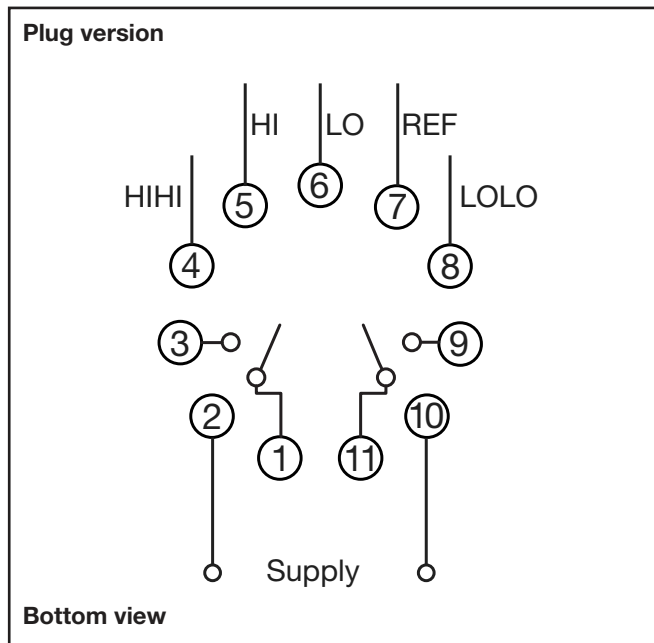 Plug version
HI LO REF
HIHI 5 6 7 LOLO
4 8
3 9
2 10
1 11
Supply
Bottom view